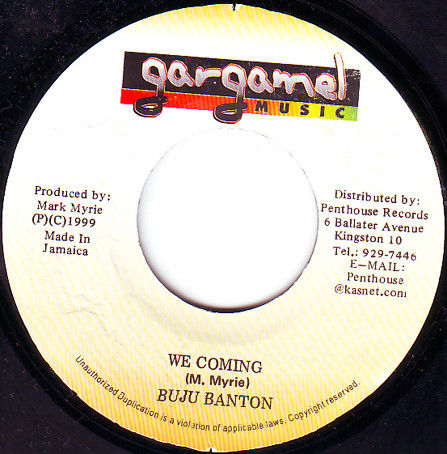 gargamel
MUSIC
Produced by:
Mark Myrie
(P)(C)1999
Made In
Jamaica
Distributed by:
Penthouse Records
6 Ballater Avenue
Kingston 10
Tel.: 929-7446
E-MAIL:
Penthouse
@kasnet.com
WE COMING
(M. Myrie)
BUJU BANTON
Unauthorized Duplication is a violation of applicable laws. Copyright reserved.